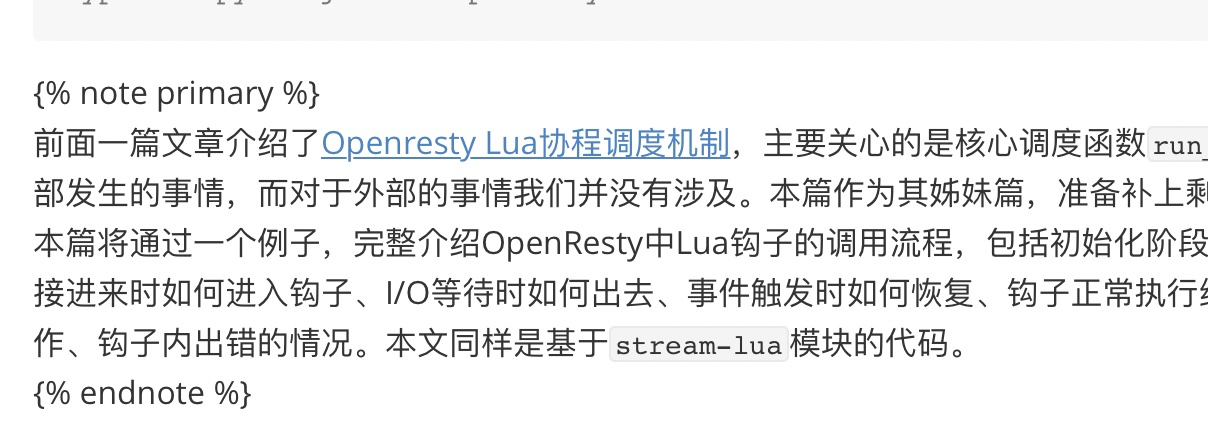 {% note primary %}
前面一篇文章介绍了Openresty Lua协程调度机制，主要关心的是核心调度函数run_
部发生的事情，而对于外部的事情我们并没有涉及。本篇作为其姊妹篇，准备补上剩
本篇将通过一个例子，完整介绍OpenResty中Lua钩子的调用流程，包括初始化阶段
接进来时如何进入钩子、I/O等待时如何出去、事件触发时如何恢复、钩子正常执行结
作、钩子内出错的情况。本文同样是基于stream-lua模块的代码。
{% endnote %}